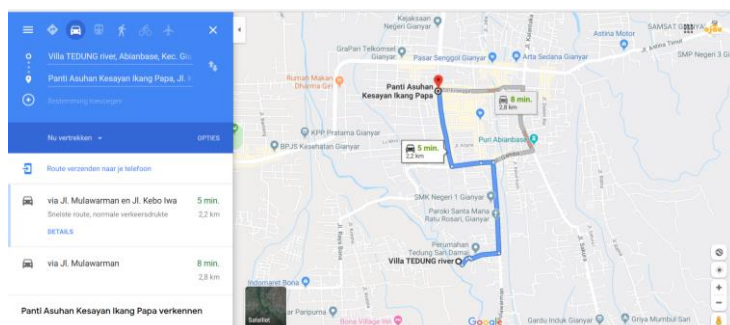 Villa TEDUNG river, Abianbase, Kec. Gia
Panti Asuhan Kesayan Ikang Papa, Jl. K
Bestemming toevoegen
Nu vertrekken
OPTIES
Route verzenden naar je telefoon
via Jl. Mulawarman en Jl. Kebo Iwa
5 min.
Snelste route, normale verkeersdrukte
2,2 km
DETAILS
via Jl. Mulawarman
8 min.
2,8 km
Panti Asuhan Kesayan Ikang Papa verkennen
Kejaksaan
Negeri Gianyar
GraPari Telkomsel
Gianyar
Pasar Senggol Gianyar
Arta Sedana Gianyar
Astina Motor
SMP Negeri 3 Gi
Rumah Makan
Dharma Giri
Panti Asuhan
Kesayan Ikang Papa
8 min.
2,8 km
KPP Pratama Gianyar
BPJS Kesehatan Gianyar
5 min.
2,2 km
Puri Abianbase
SMK Negeri 1 Gianyar
Paroki Santa Maria
Ratu Rosari, Gianyar
Perumahan
Tedung Sari Damai
Villa TEDUNG river
Jl. Raya Bona
Indomaret Bona
Satelliet
Bona Village Inn
Google
Gardu Induk Gianyar
Griya Mumbul Sari